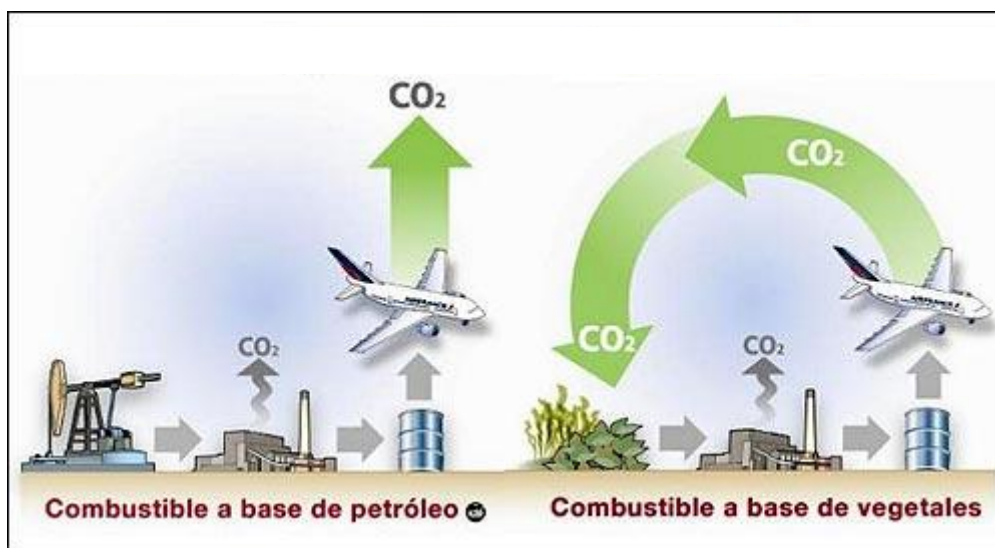 CO₂
CO₂
Combustible a base de petróleo
CO₂
CO₂
CO₂
Combustible a base de vegetales